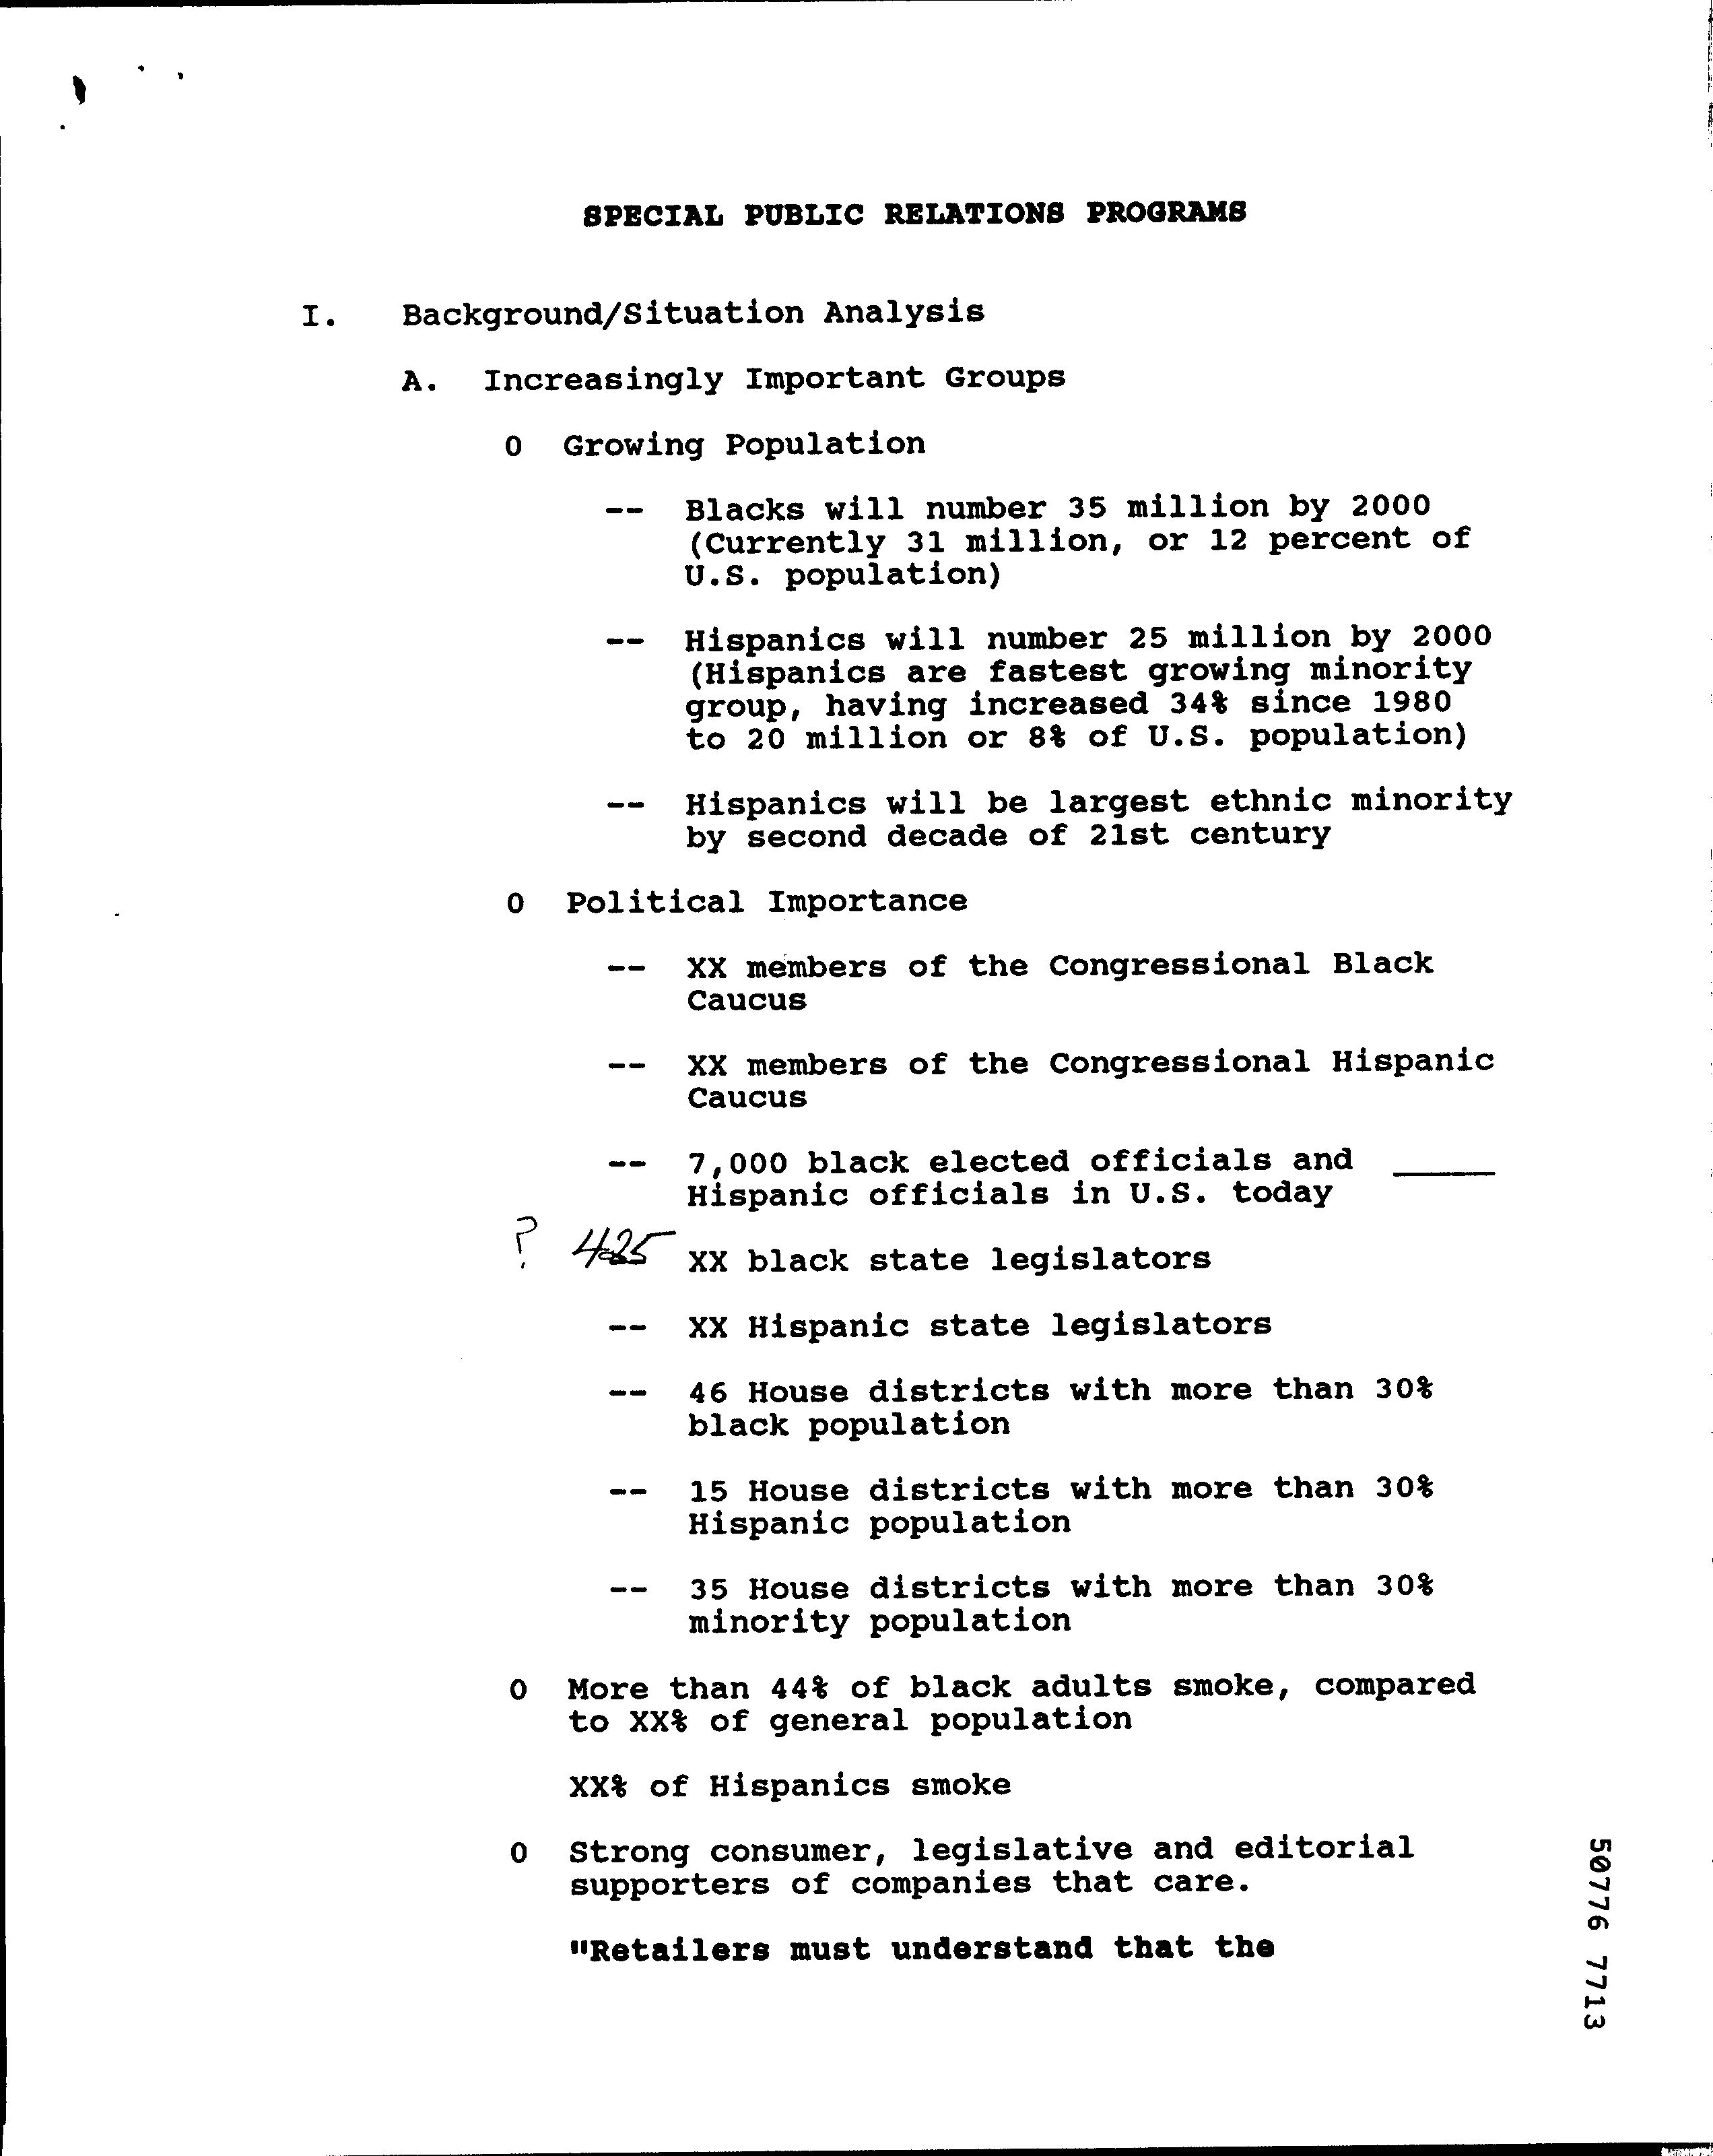 SPECIAL PUBLIC RELATIONS PROGRAMS
I. Background/Situation Analysis
A. Increasingly Important Groups
O Growing Population
-- Blacks will number 35 million by 2000
(Currently 31 million, or 12 percent of
U.S. population)
-- Hispanics will number 25 million by 2000
(Hispanics are fastest growing minority
group, having increased 34% since 1980
to 20 million or 8% of U.S. population)
-- Hispanics will be largest ethnic minority
by second decade of 21st century
O Political Importance
-- XX members of the Congressional Black
Caucus
-- XX members of the Congressional Hispanic
Caucus
-- 7,000 black elected officials and _____
Hispanic officials in U.S. today
? 425 XX black state legislators
-- XX Hispanic state legislators
-- 46 House districts with more than 30%
black population
-- 15 House districts with more than 30%
Hispanic population
-- 35 House districts with more than 30%
minority population
O More than 44% of black adults smoke, compared
to XX% of general population
XX% of Hispanics smoke
O Strong consumer, legislative and editorial
supporters of companies that care.
"Retailers must understand that the
50776 7713